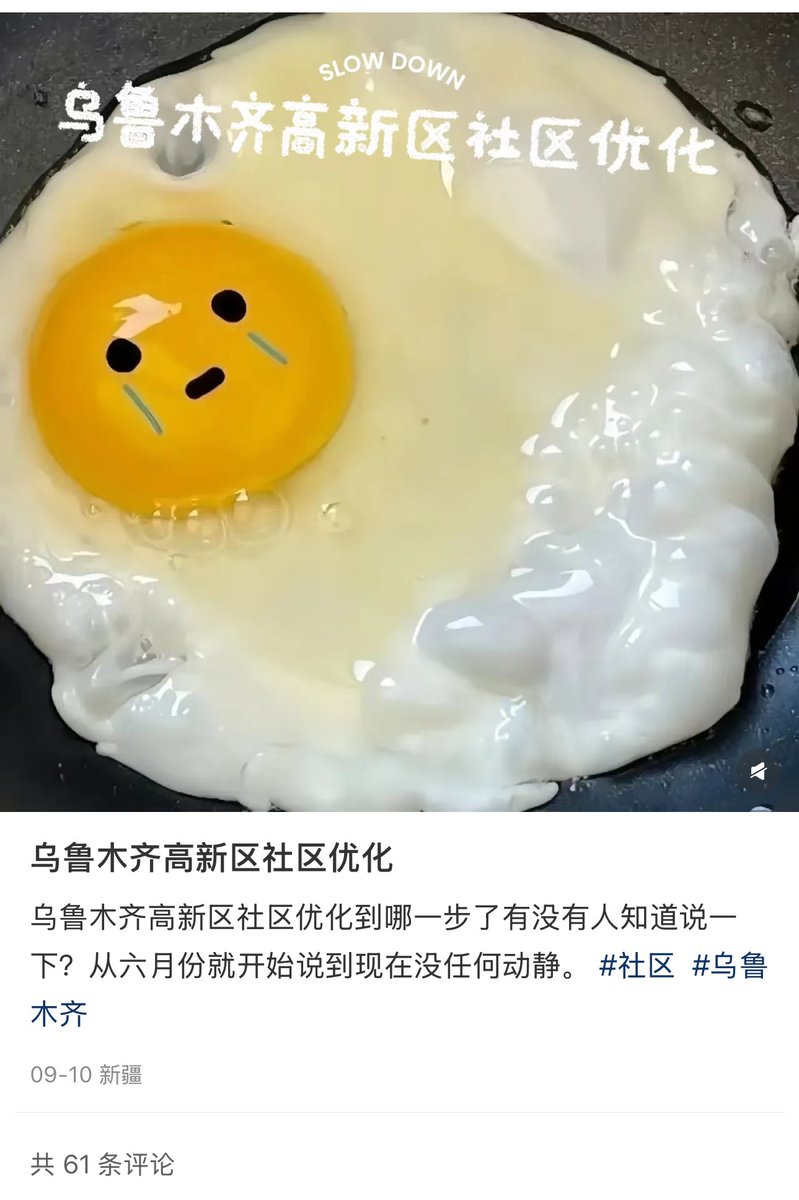 SLOW DOWN
乌鲁木齐高新区社区优化
乌鲁木齐高新区社区优化
乌鲁木齐高新区社区优化到哪一步了有没有人知道说一
下？从六月份就开始说到现在没任何动静。 #社区 #乌鲁
木齐
09-10 新疆
共 61 条评论